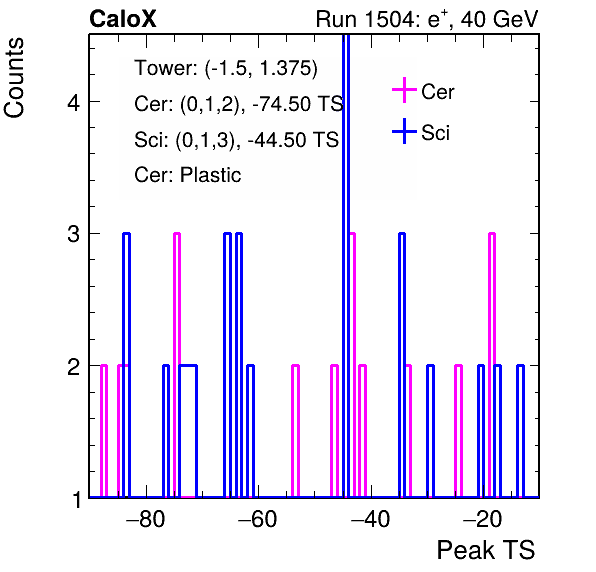 CaloX Run 1504: e⁺, 40 GeV
Counts
Tower: (-1.5, 1.375)
Cer: (0,1,2), -74.50 TS
Sci: (0,1,3), -44.50 TS
Cer: Plastic
Cer
Sci
4
3
2
1
−80 −60 −40 −20
Peak TS